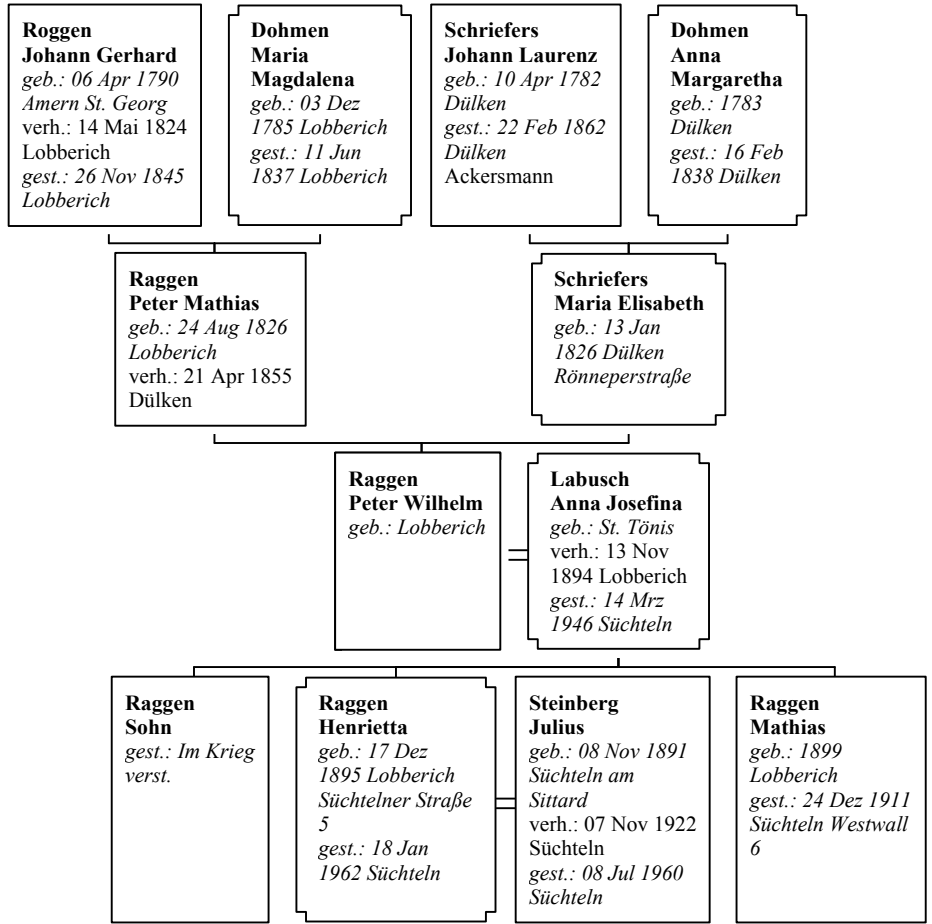 Roggen
Johann Gerhard
geb.: 06 Apr 1790
Amern St. Georg
verh.: 14 Mai 1824
Lobberich
gest.: 26 Nov 1845
Lobberich
Dohmen
Maria
Magdalena
geb.: 03 Dez
1785 Lobberich
gest.: 11 Jun
1837 Lobberich
Schriefers
Johann Laurenz
geb.: 10 Apr 1782
Dülken
gest.: 22 Feb 1862
Dülken
Ackersmann
Dohmen
Anna
Margaretha
geb.: 1783
Dülken
gest.: 16 Feb
1838 Dülken
Raggen
Peter Mathias
geb.: 24 Aug 1826
Lobberich
verh.: 21 Apr 1855
Dülken
Schriefers
Maria Elisabeth
geb.: 13 Jan
1826 Dülken
Rönneperstraße
Raggen
Peter Wilhelm
geb.: Lobberich
Labusch
Anna Josefina
geb.: St. Tönis
verh.: 13 Nov
1894 Lobberich
gest.: 14 Mrz
1946 Süchteln
Raggen
Sohn
gest.: Im Krieg
verst.
Raggen
Henrietta
geb.: 17 Dez
1895 Lobberich
Süchtelner Straße
5
gest.: 18 Jan
1962 Süchteln
Steinberg
Julius
geb.: 08 Nov 1891
Süchteln am
Sittard
verh.: 07 Nov 1922
Süchteln
gest.: 08 Jul 1960
Süchteln
Raggen
Mathias
geb.: 1899
Lobberich
gest.: 24 Dez 1911
Süchteln Westwall
6